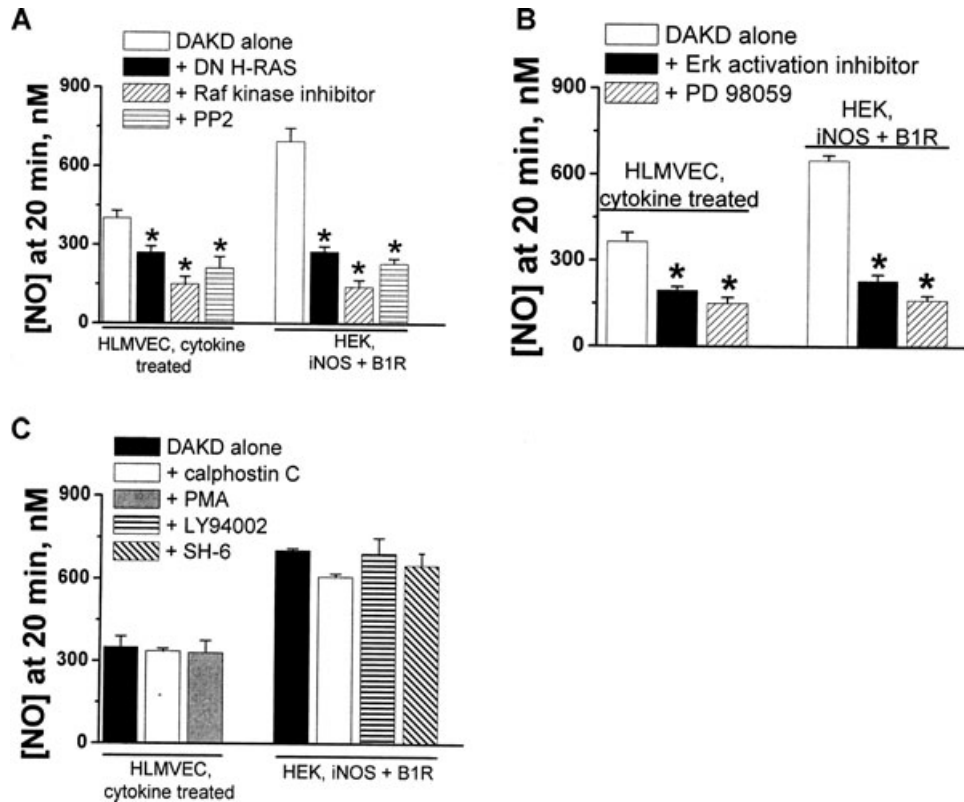 A
DAKD alone
+ DN H-RAS
+ Raf kinase inhibitor
+ PP2
[NO] at 20 min, nM
900
600
300
0
* * *
* * *
HLMVEC, cytokine
treated
HEK,
iNOS + B1R
B
DAKD alone
+ Erk activation inhibitor
+ PD 98059
[NO] at 20 min, nM
900
600
300
0
HLMVEC,
cytokine treated
HEK,
iNOS + B1R
* *
* *
C
DAKD alone
+ calphostin C
+ PMA
+ LY94002
+ SH-6
[NO] at 20 min, nM
900
600
300
0
HLMVEC,
cytokine treated
HEK, iNOS + B1R